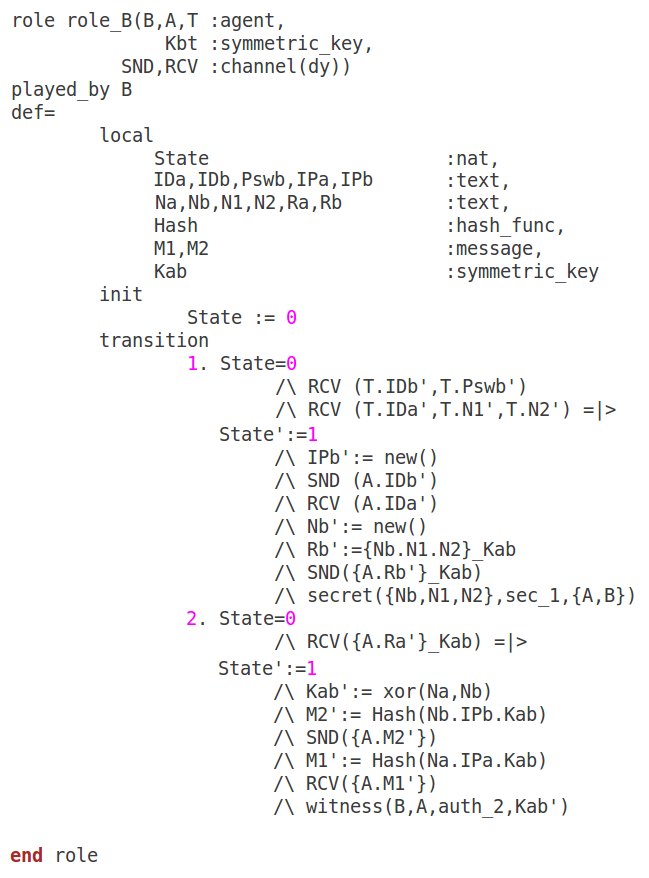 role role_B(B,A,T :agent,
Kbt :symmetric_key,
SND,RCV :channel(dy))
played_by B
def=
local
State :nat,
IDa,IDb,Pswb,IPa,IPb :text,
Na,Nb,N1,N2,Ra,Rb :text,
Hash :hash_func,
M1,M2 :message,
Kab :symmetric_key
init
State := 0
transition
1. State=0
/\ RCV (T.IDb',T.Pswb')
/\ RCV (T.IDa',T.N1',T.N2') =|>
State':=1
/\ IPb':= new()
/\ SND (A.IDb')
/\ RCV (A.IDa')
/\ Nb':= new()
/\ Rb':={Nb.N1.N2}_Kab
/\ SND({A.Rb'}_Kab)
/\ secret({Nb,N1,N2},sec_1,{A,B})
2. State=0
/\ RCV({A.Ra'}_Kab) =|>
State':=1
/\ Kab':= xor(Na,Nb)
/\ M2':= Hash(Nb.IPb.Kab)
/\ SND({A.M2'})
/\ M1':= Hash(Na.IPa.Kab)
/\ RCV({A.M1'})
/\ witness(B,A,auth_2,Kab')
end role